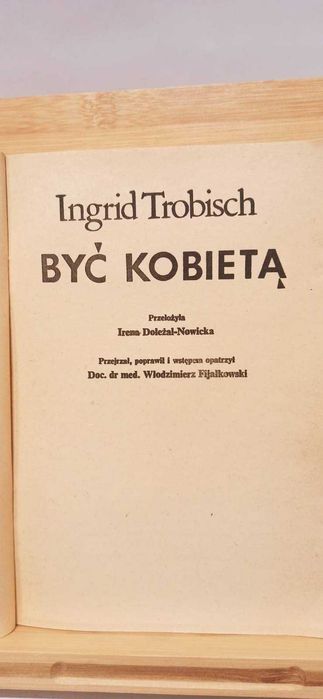 Ingrid Trobisch
BYĆ KOBIETĄ
Przełożyła
Irena Doleżal-Nowicka
Przejrzał, poprawił i wstępem opatrzył
Doc. dr med. Włodzimierz Fijałkowski